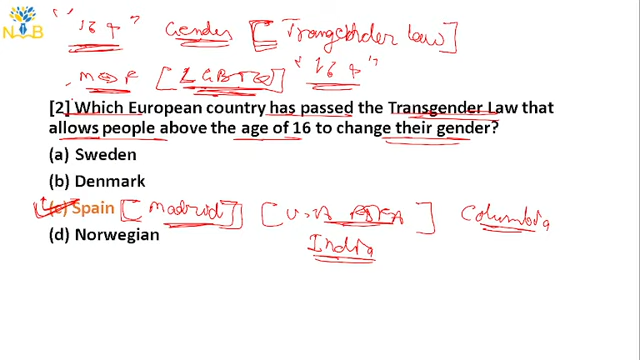 NB
"16 +" Gender [Transgender Law]
M ⇔ F [LGBTQ] "16 +"
[2] Which European country has passed the Transgender Law that
allows people above the age of 16 to change their gender?
(a) Sweden
(b) Denmark
(c) Spain [Madrid] [ ] Columbia
(d) Norwegian India